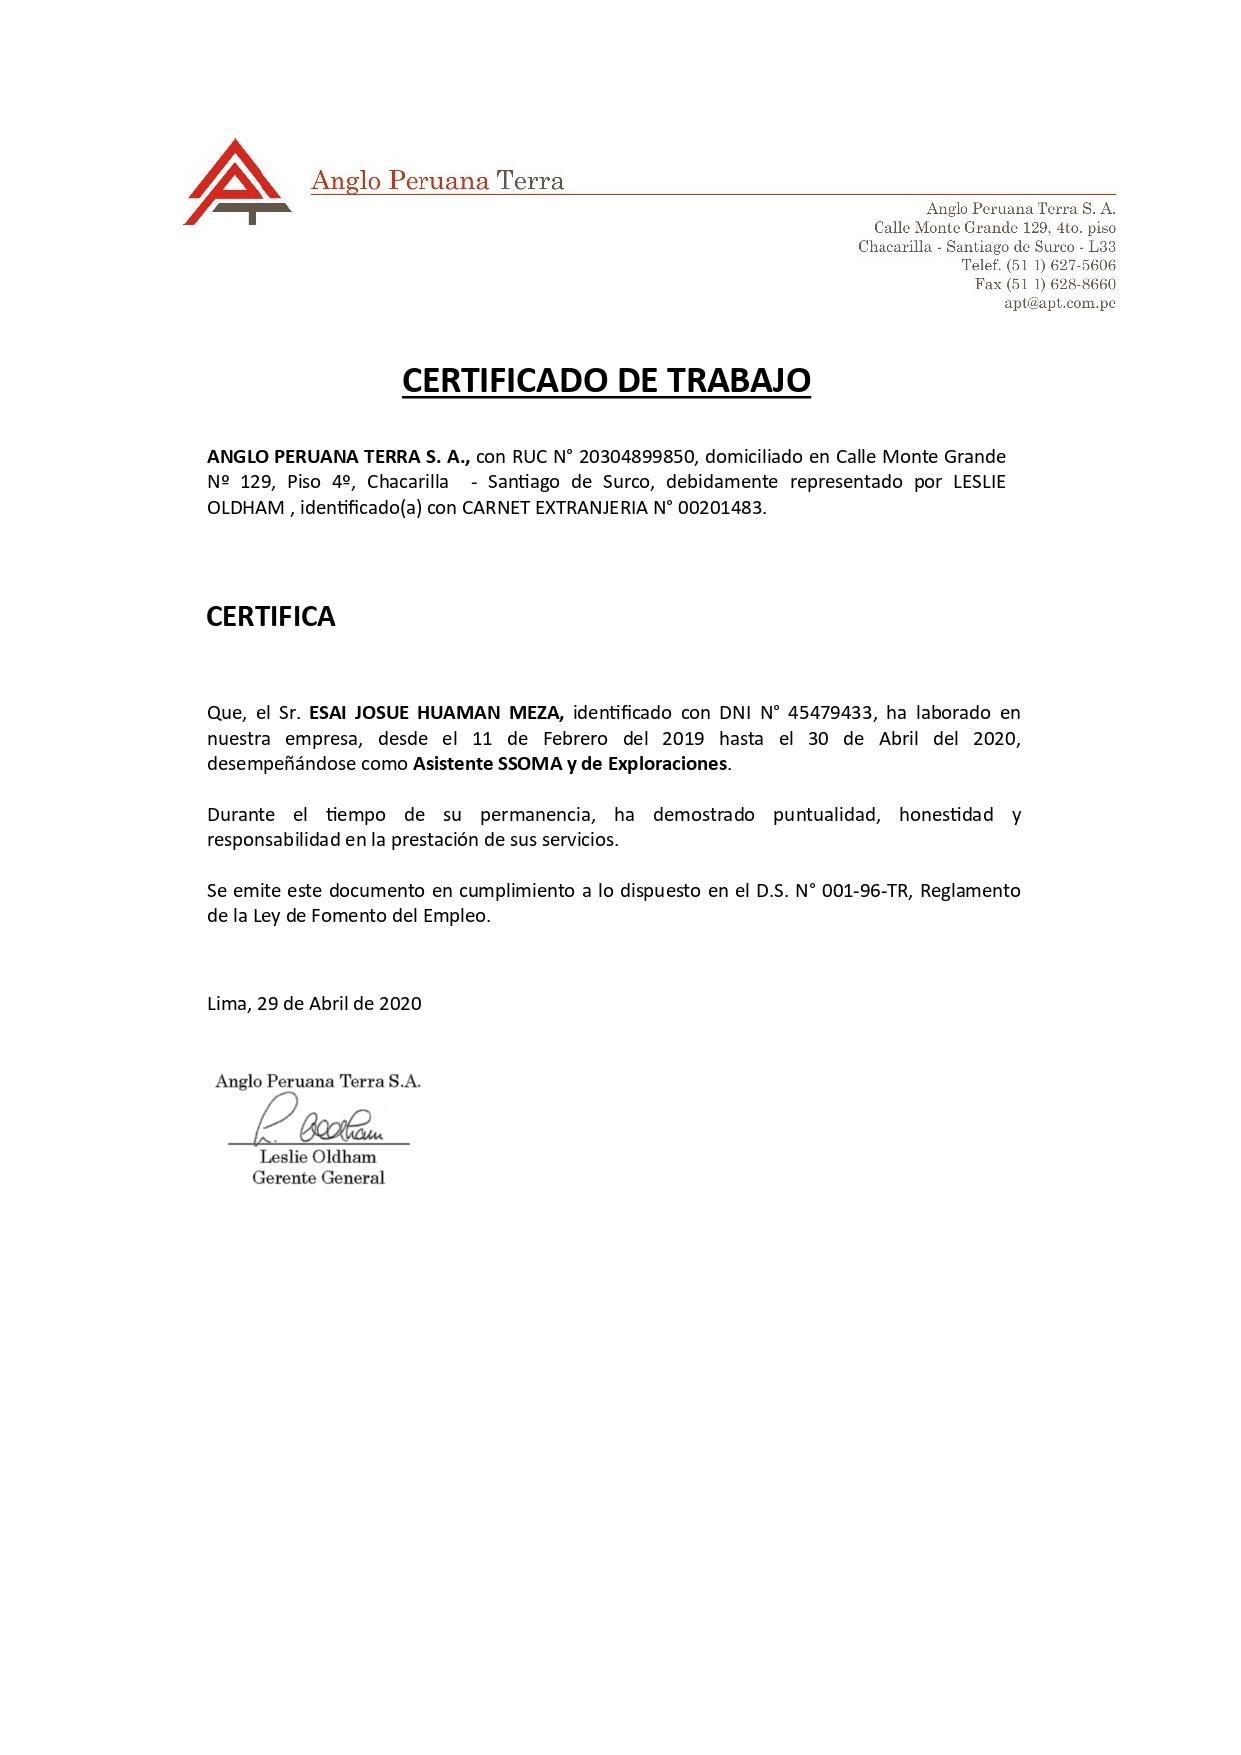 Anglo Peruana Terra
Anglo Peruana Terra S. A.
Calle Monte Grande 129, 4to. piso
Chacarilla - Santiago de Surco - L33
Telef. (51 1) 627-5606
Fax (51 1) 628-8660
apt@apt.com.pe
CERTIFICADO DE TRABAJO
ANGLO PERUANA TERRA S. A., con RUC N° 20304899850, domiciliado en Calle Monte Grande
Nº 129, Piso 4º, Chacarilla - Santiago de Surco, debidamente representado por LESLIE
OLDHAM , identificado(a) con CARNET EXTRANJERIA N° 00201483.
CERTIFICA
Que, el Sr. ESAI JOSUE HUAMAN MEZA, identificado con DNI N° 45479433, ha laborado en
nuestra empresa, desde el 11 de Febrero del 2019 hasta el 30 de Abril del 2020,
desempeñándose como Asistente SSOMA y de Exploraciones.
Durante el tiempo de su permanencia, ha demostrado puntualidad, honestidad y
responsabilidad en la prestación de sus servicios.
Se emite este documento en cumplimiento a lo dispuesto en el D.S. N° 001-96-TR, Reglamento
de la Ley de Fomento del Empleo.
Lima, 29 de Abril de 2020
Anglo Peruana Terra S.A.
L. Oldham
Leslie Oldham
Gerente General